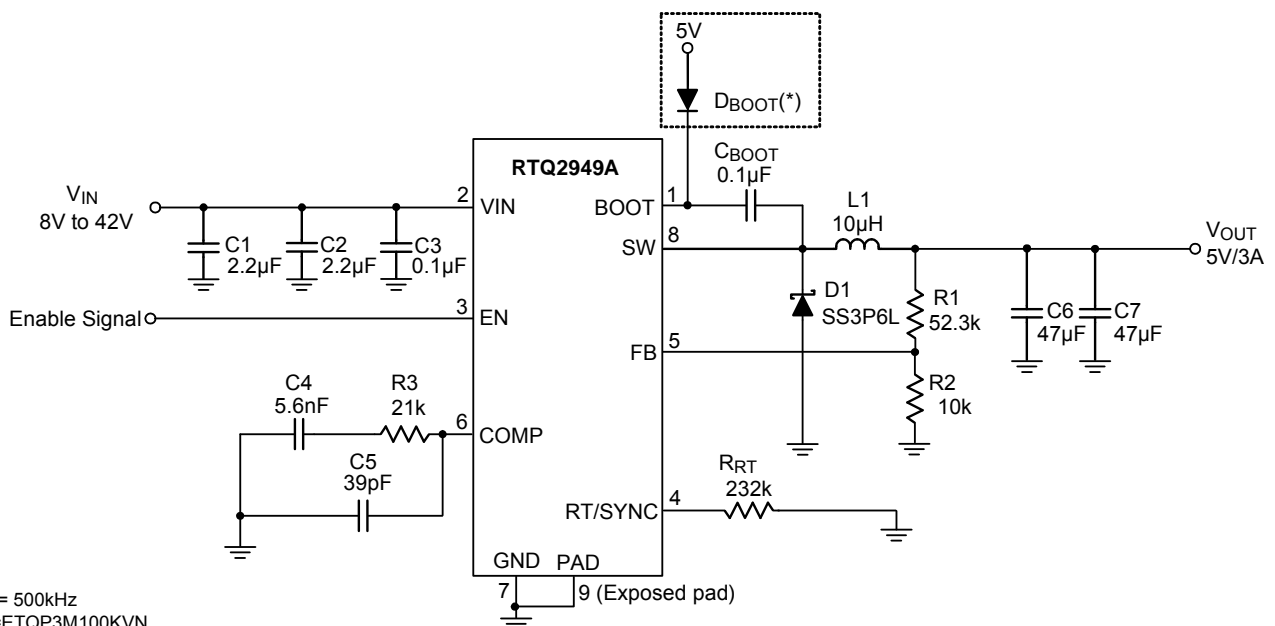 5V
DBOOT(*)
RTQ2949A
CBOOT
0.1µF
VIN
8V to 42V
2
VIN
BOOT
1
L1
10µH
SW
8
VOUT
5V/3A
C1
2.2µF
C2
2.2µF
C3
0.1µF
D1
SS3P6L
R1
52.3k
C6
47µF
C7
47µF
Enable Signal
3
EN
FB
5
R2
10k
C4
5.6nF
R3
21k
6
COMP
C5
39pF
RRT
232k
RT/SYNC
4
GND
PAD
7
9 (Exposed pad)
= 500kHz